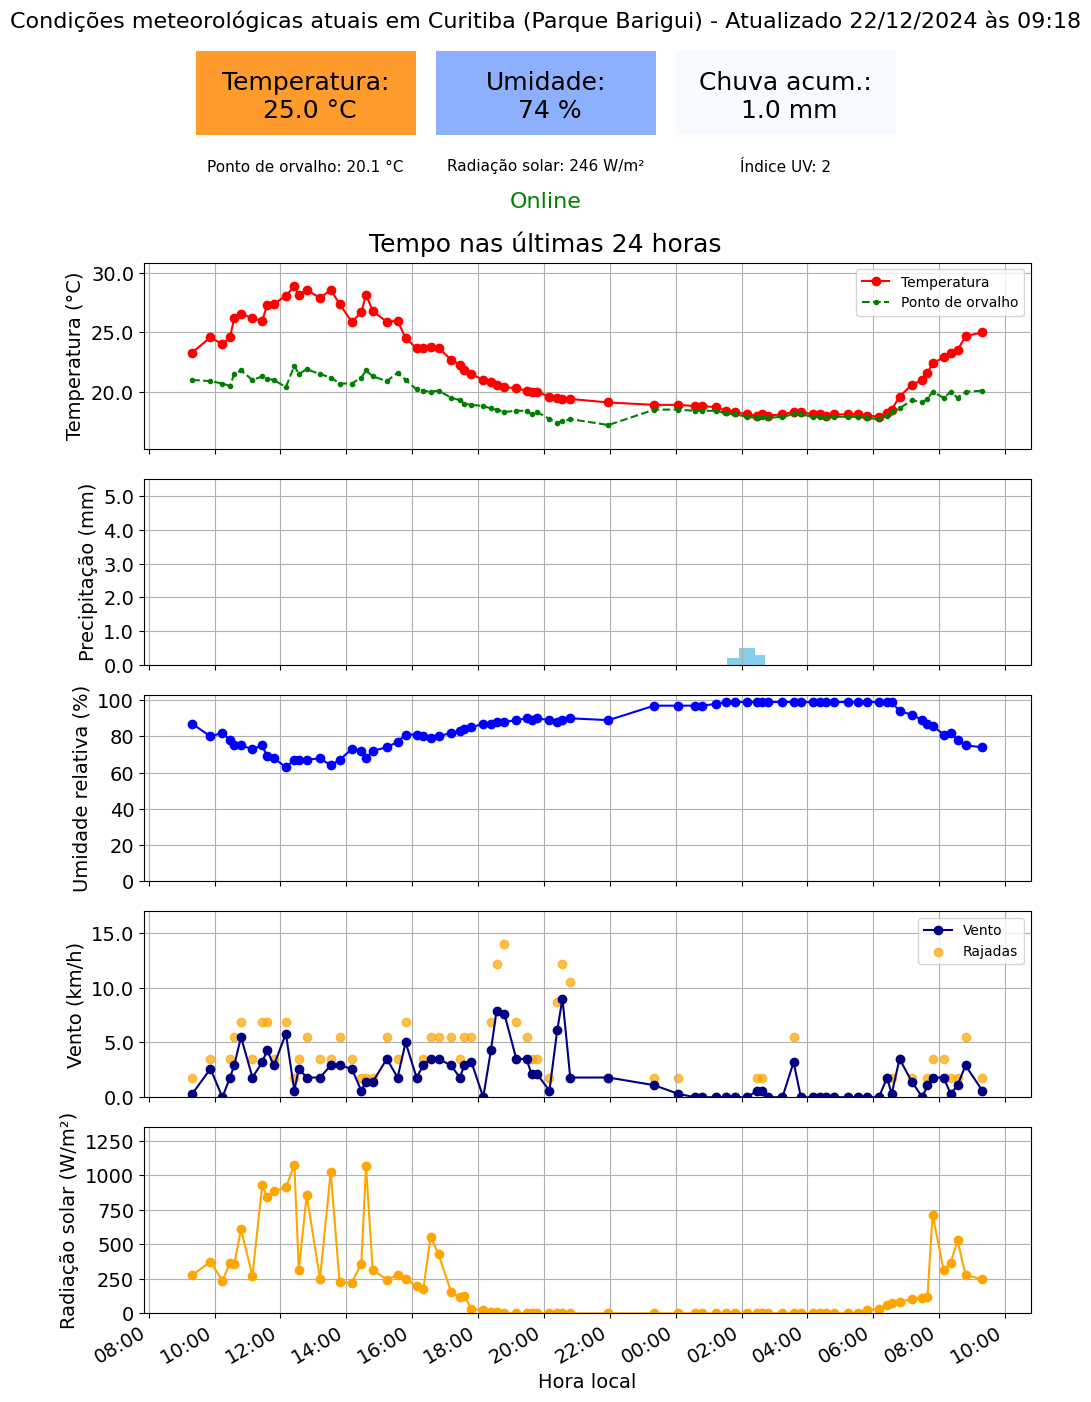 Condições meteorológicas atuais em Curitiba (Parque Barigui) - Atualizado 22/12/2024 às 09:18
Temperatura:
25.0 °C
Umidade:
74 %
Chuva acum.:
1.0 mm
Ponto de orvalho: 20.1 °C
Radiação solar: 246 W/m²
Índice UV: 2
Online
Tempo nas últimas 24 horas
Temperatura (°C)
30.0
25.0
20.0
Temperatura
Ponto de orvalho
Precipitação (mm)
5.0
4.0
3.0
2.0
1.0
0.0
Umidade relativa (%)
100
80
60
40
20
0
Vento (km/h)
15.0
10.0
5.0
0.0
Vento
Rajadas
Radiação solar (W/m²)
1250
1000
750
500
250
0
08:00
10:00
12:00
14:00
16:00
18:00
20:00
22:00
00:00
02:00
04:00
06:00
08:00
10:00
Hora local